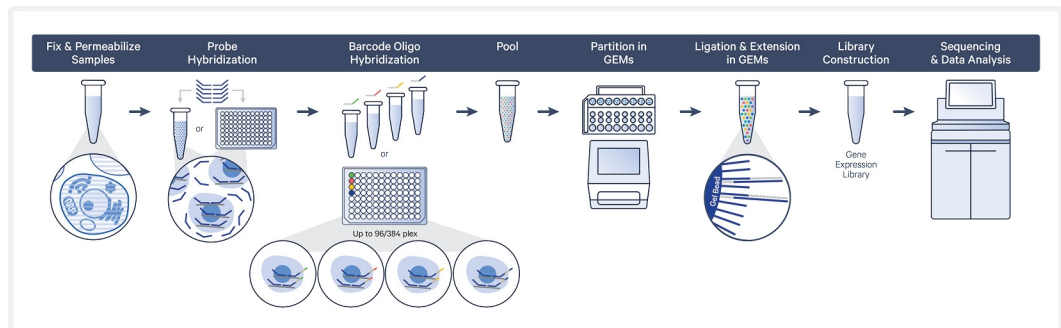 Fix & Permeabilize
Samples
Probe
Hybridization
Barcode Oligo
Hybridization
Pool
Partition in
GEMs
Ligation & Extension
in GEMs
Library
Construction
Sequencing
& Data Analysis
or
or
Up to 96/384 plex
Gel Bead
Gene
Expression
Library